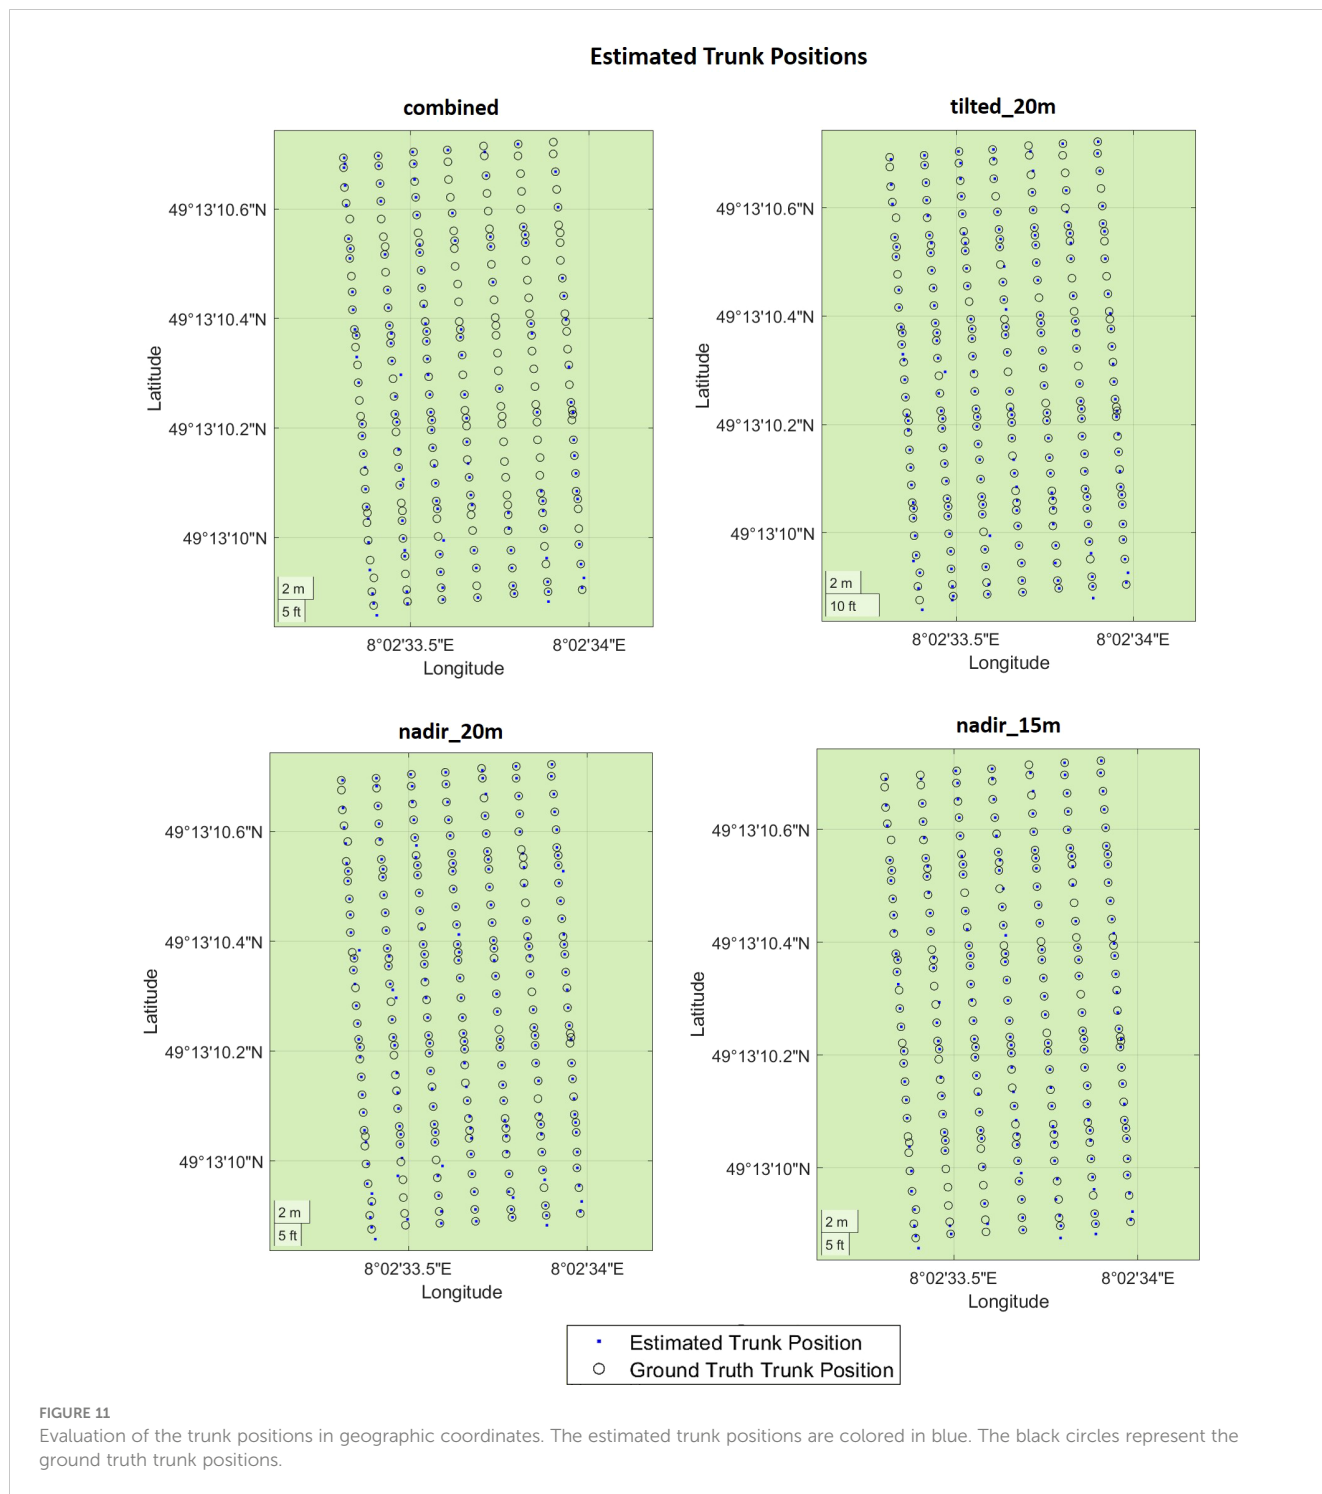 Estimated Trunk Positions
combined
49°13'10.6"N
49°13'10.4"N
49°13'10.2"N
49°13'10"N
Latitude
2 m
5 ft
8°02'33.5"E 8°02'34"E
Longitude
tilted_20m
49°13'10.6"N
49°13'10.4"N
49°13'10.2"N
49°13'10"N
Latitude
2 m
10 ft
8°02'33.5"E 8°02'34"E
Longitude
nadir_20m
49°13'10.6"N
49°13'10.4"N
49°13'10.2"N
49°13'10"N
Latitude
2 m
5 ft
8°02'33.5"E 8°02'34"E
Longitude
nadir_15m
49°13'10.6"N
49°13'10.4"N
49°13'10.2"N
49°13'10"N
Latitude
2 m
5 ft
8°02'33.5"E 8°02'34"E
Longitude
Estimated Trunk Position
Ground Truth Trunk Position
FIGURE 11
Evaluation of the trunk positions in geographic coordinates. The estimated trunk positions are colored in blue. The black circles represent the
ground truth trunk positions.